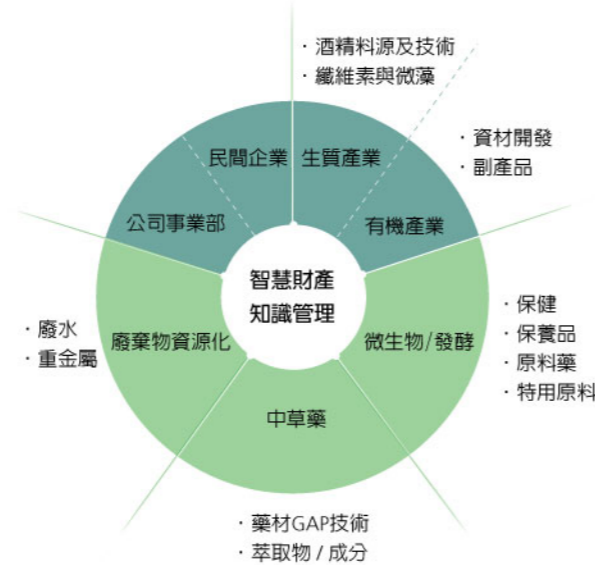 ・酒精料源及技術
・纖維素與微藻
・資材開發
・副產品
民間企業
生質產業
公司事業部
有機產業
智慧財產
知識管理
・保健
・保養品
・原料藥
・特用原料
・廢水
・重金屬
廢棄物資源化
微生物/發酵
中草藥
・藥材GAP技術
・萃取物 / 成分